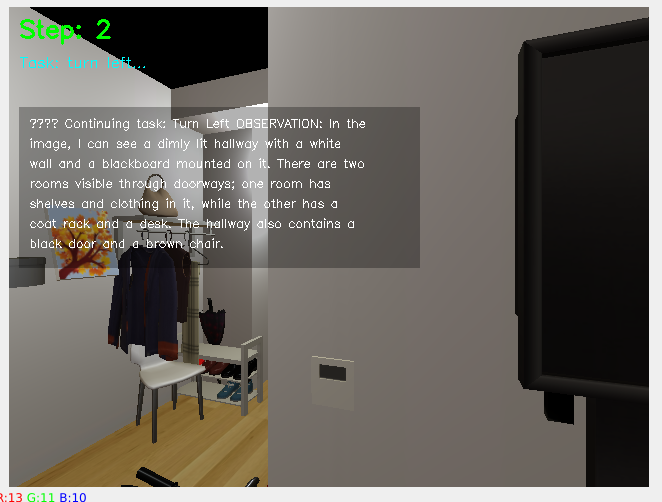 Step: 2
Task: Turn left...
???? Continuing task: Turn Left OBSERVATION: In the
image, I can see a dimly lit hallway with a white
wall and a blackboard mounted on it. There are two
rooms visible through doorways; one room has
shelves and clothing in it, while the other has a
coat rack and a desk. The hallway also contains a
black door and a brown chair.
R:13 G:11 B:10